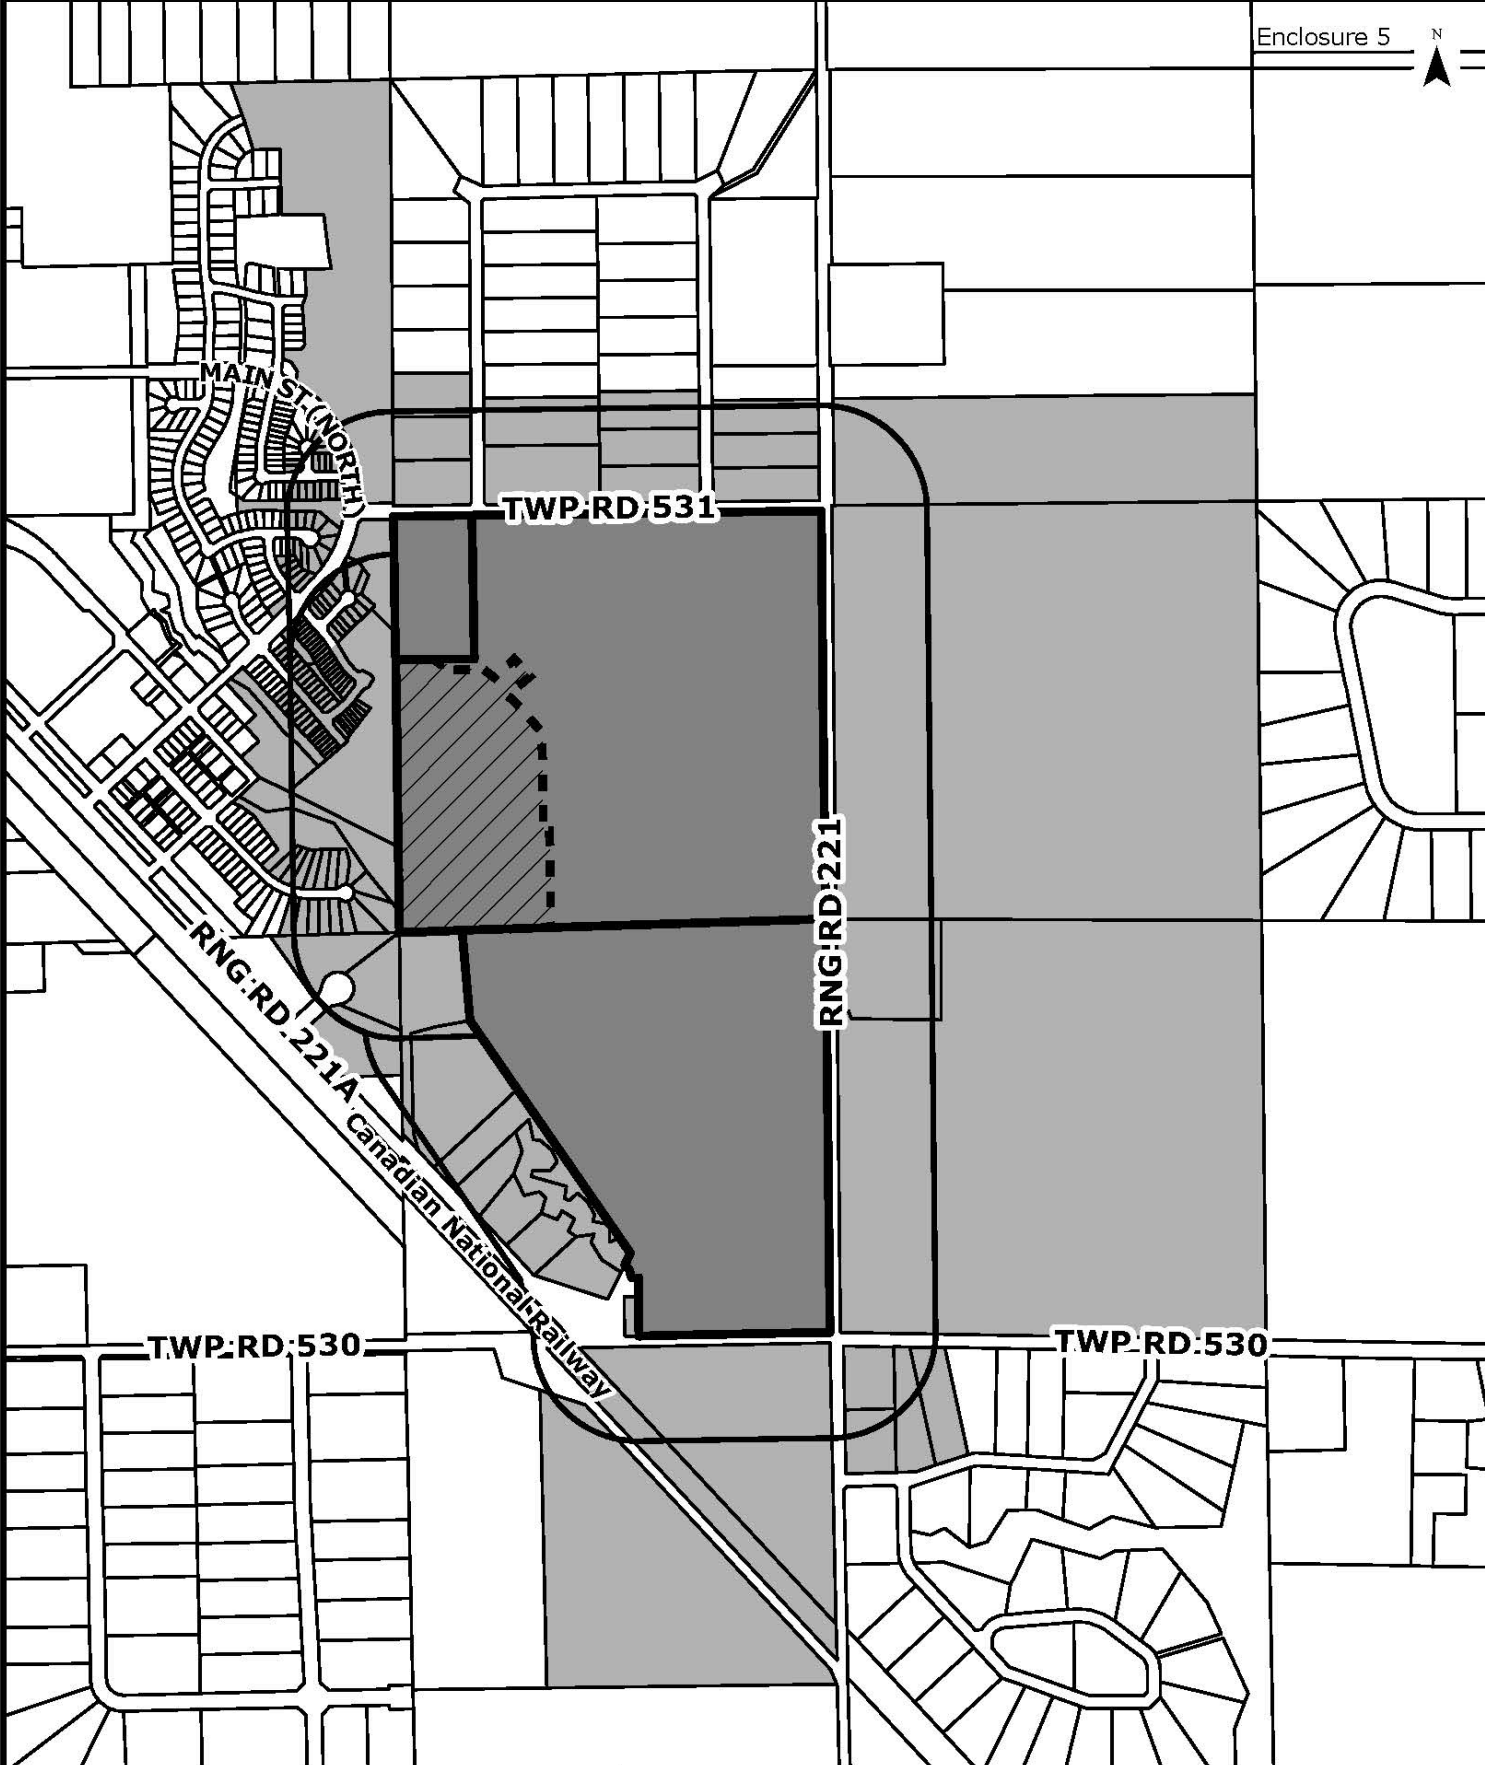 Enclosure 5
N
MAIN ST (NORTH)
TWP RD 531
RNG RD 221
RNG RD 221A
Canadian National Railway
TWP RD 530
TWP RD 530